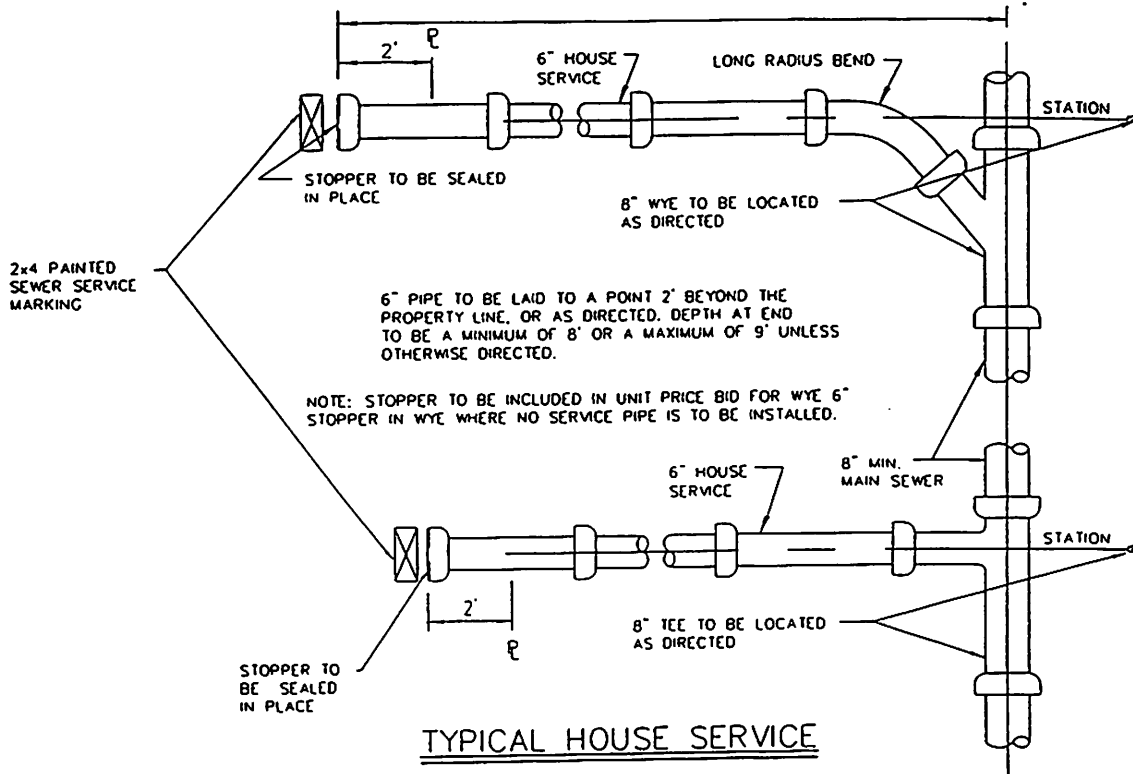 2'
℄
6" HOUSE
SERVICE
LONG RADIUS BEND
STATION
STOPPER TO BE SEALED
IN PLACE
8" WYE TO BE LOCATED
AS DIRECTED
2x4 PAINTED
SEWER SERVICE
MARKING
6" PIPE TO BE LAID TO A POINT 2' BEYOND THE
PROPERTY LINE, OR AS DIRECTED. DEPTH AT END
TO BE A MINIMUM OF 8' OR A MAXIMUM OF 9' UNLESS
OTHERWISE DIRECTED.
NOTE: STOPPER TO BE INCLUDED IN UNIT PRICE BID FOR WYE 6"
STOPPER IN WYE WHERE NO SERVICE PIPE IS TO BE INSTALLED.
8" MIN.
MAIN SEWER
6" HOUSE
SERVICE
STATION
2'
℄
8" TEE TO BE LOCATED
AS DIRECTED
STOPPER TO
BE SEALED
IN PLACE
TYPICAL HOUSE SERVICE